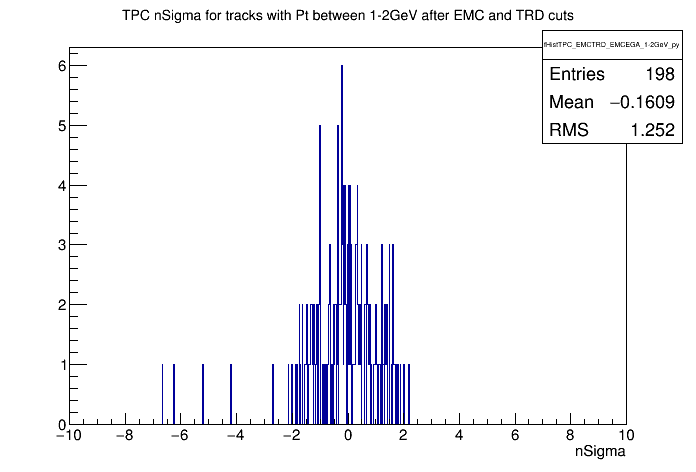 TPC nSigma for tracks with Pt between 1-2GeV after EMC and TRD cuts
fHistTPC_EMCTRD_EMCEGA_1-2GeV_py
Entries 198
Mean −0.1609
RMS 1.252
6
5
4
3
2
1
0
−10 −8 −6 −4 −2 0 2 4 6 8 10
nSigma